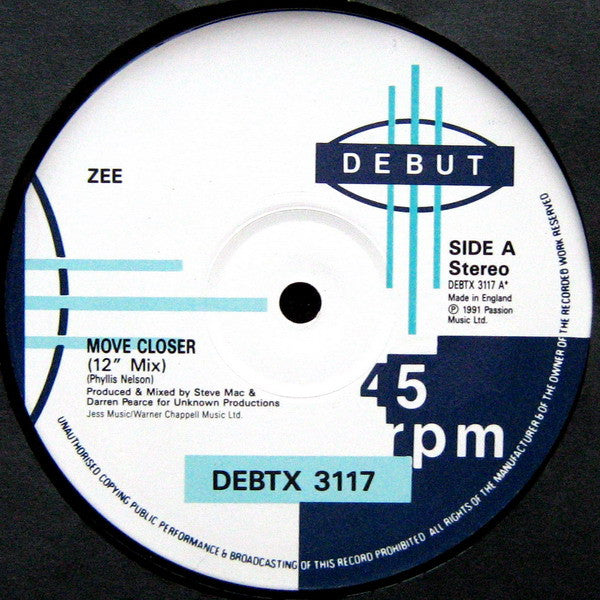 ZEE
DEBUT
SIDE A
Stereo
DEBTX 3117 A*
Made in England
℗ 1991 Passion
Music Ltd.
MOVE CLOSER
(12” Mix)
(Phyllis Nelson)
Produced & Mixed by Steve Mac &
Darren Pearce for Unknown Productions
Jess Music/Warner Chappell Music Ltd.
45
rpm
DEBTX 3117
UNAUTHORISED COPYING PUBLIC PERFORMANCE & BROADCASTING OF THIS RECORD PROHIBITED ALL RIGHTS OF THE MANUFACTURER & OF THE OWNER OF THE RECORDED WORK RESERVED